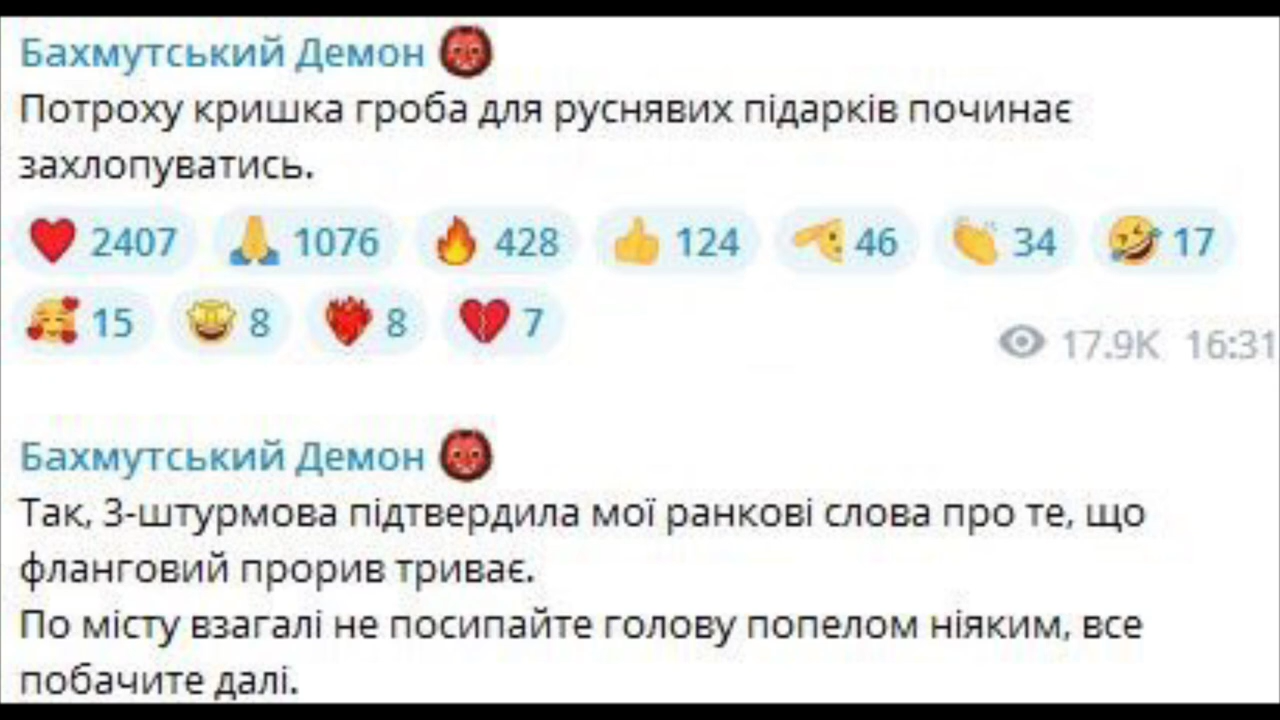 Бахмутський Демон 👹
Потроху кришка гроба для руснявих підарків починає
захлопуватись.
❤️ 2407 🙏 1076 🔥 428 👍 124 🫡 46 👏 34 🤣 17
🥰 15 🤩 8 ❤️‍🔥 8 💔 7
17.9K 16:31
Бахмутський Демон 👹
Так, 3-штурмова підтвердила мої ранкові слова про те, що
фланговий прорив триває.
По місту взагалі не посипайте голову попелом ніяким, все
побачите далі.